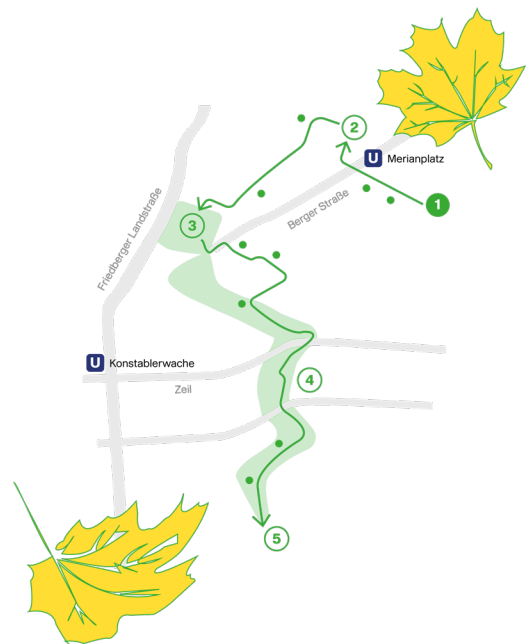 2
U Merianplatz
1
Berger Straße
3
Friedberger Landstraße
U Konstablerwache
4
Zeil
5